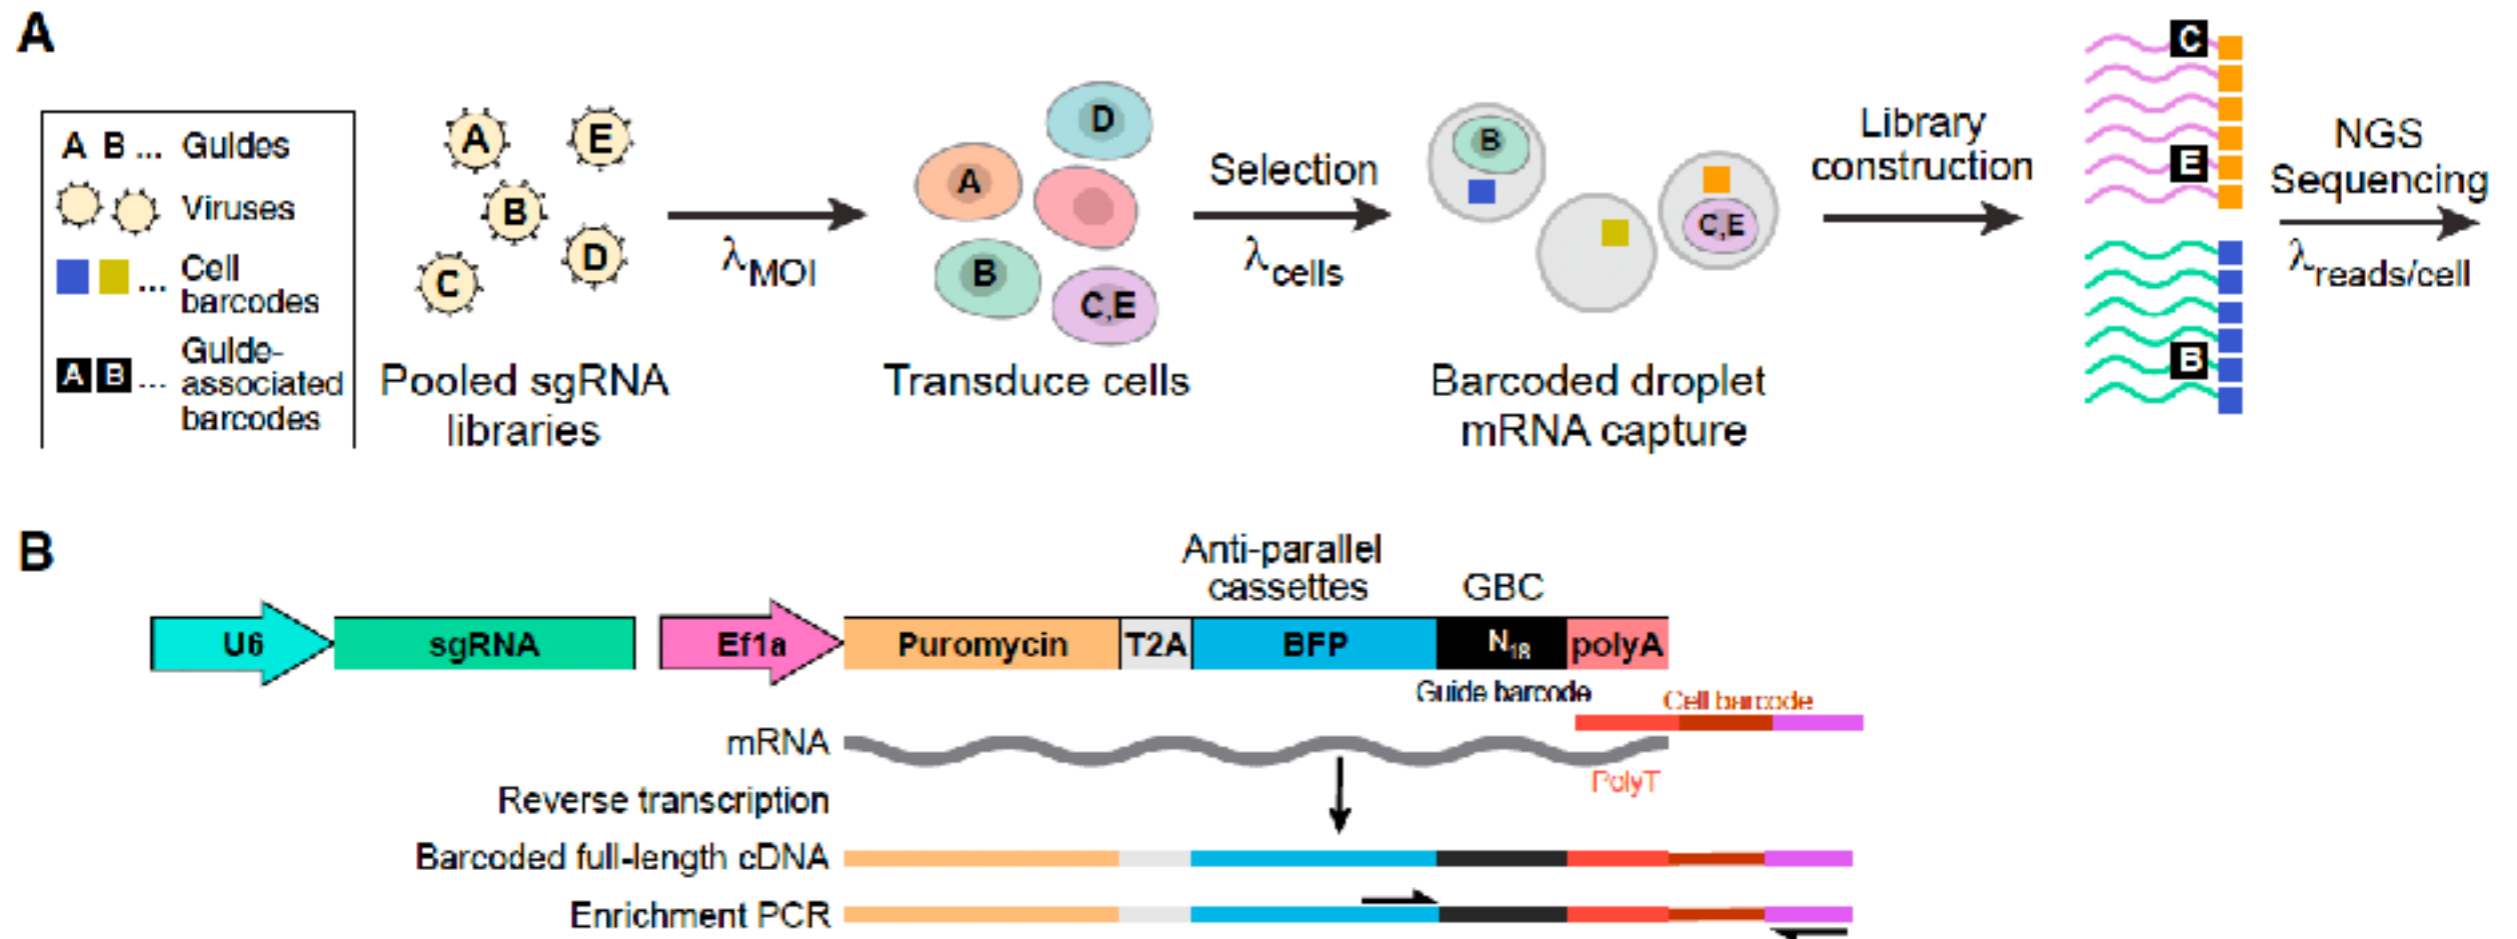 A
A B ... Guides
Viruses
... Cell
barcodes
A B ... Guide-
associated
barcodes
A
E
B
D
C
Pooled sgRNA
libraries
λMOI
D
A
B
C,E
Transduce cells
Selection
λcells
B
C,E
Barcoded droplet
mRNA capture
Library
construction
C
E
B
NGS
Sequencing
λreads/cell
B
Anti-parallel
cassettes
GBC
U6
sgRNA
Ef1a
Puromycin
T2A
BFP
N18
polyA
Guide barcode
Cell barcode
mRNA
PolyT
Reverse transcription
Barcoded full-length cDNA
Enrichment PCR